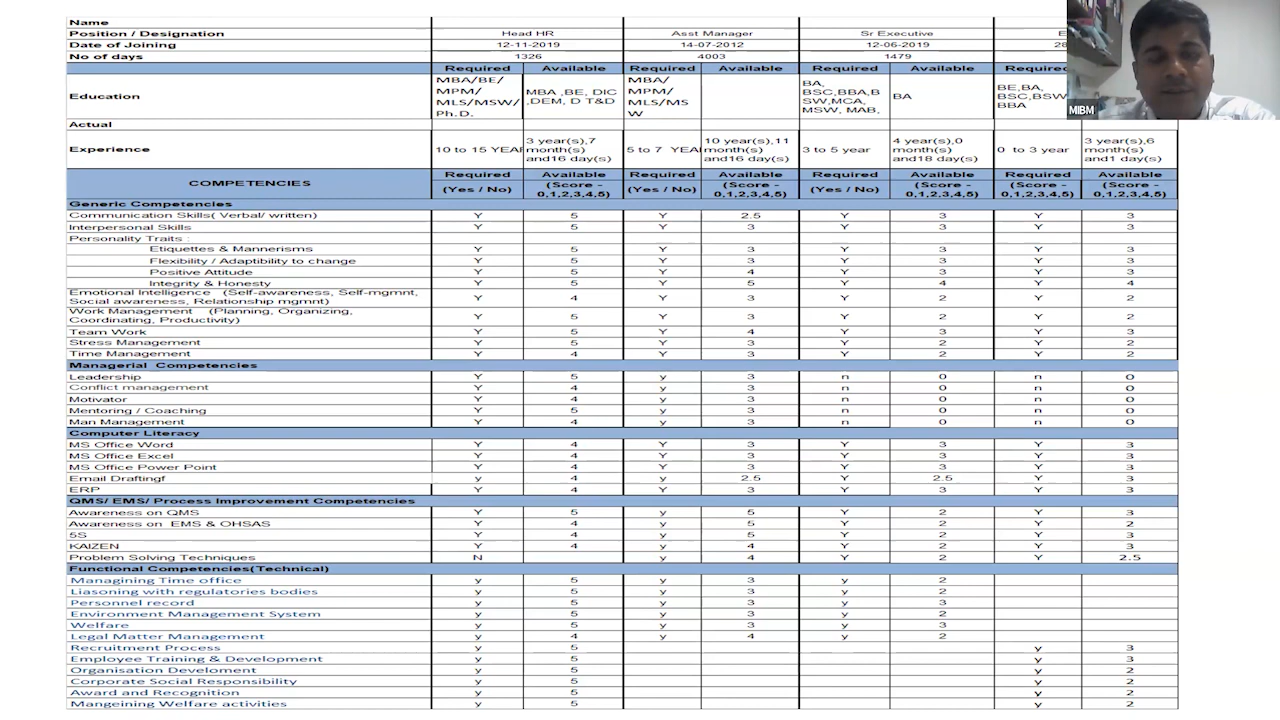 Name
Position / Designation Head HR Asst Manager Sr Executive E
Date of Joining 12-11-2019 14-07-2012 12-06-2019 28
No of days 1326 4003 1479
Required Available Required Available Required Available Required
Education MBA/BE/ MPM/ MLS/MSW/ Ph.D. MBA ,BE, DIC ,DEM, D T&D MBA/ MPM/ MLS/MS W BA, BSC,BBA,B SW,MCA, MSW, MAB, BA BE,BA, BSC,BSW BBA
Actual
Experience 10 to 15 YEAR 3 year(s),7 month(s) and16 day(s) 5 to 7 YEA 10 year(s),11 month(s) and16 day(s) 3 to 5 year 4 year(s),0 month(s) and18 day(s) 0 to 3 year 3 year(s),6 month(s) and1 day(s)
COMPETENCIES Required (Yes / No) Available (Score - 0,1,2,3,4,5) Required (Yes / No) Available (Score - 0,1,2,3,4,5) Required (Yes / No) Available (Score - 0,1,2,3,4,5) Required (Yes / No) Available (Score - 0,1,2,3,4,5)
Generic Competencies
Communication Skills( Verbal/ written) Y 5 Y 2.5 Y 3 Y 3
Interpersonal Skills Y 5 Y 3 Y 3 Y 3
Personality Traits :
Etiquettes & Mannerisms Y 5 Y 3 Y 3 Y 3
Flexibility / Adaptibility to change Y 5 Y 3 Y 3 Y 3
Positive Attitude Y 5 Y 4 Y 3 Y 3
Integrity & Honesty Y 5 Y 5 Y 4 Y 4
Emotional Intelligence (Self-awareness, Self-mgmnt, Social awareness, Relationship mgmnt) Y 4 Y 3 Y 2 Y 2
Work Management (Planning, Organizing, Coordinating, Productivity) Y 5 Y 3 Y 2 Y 2
Team Work Y 5 Y 4 Y 3 Y 3
Stress Management Y 5 Y 3 Y 2 Y 2
Time Management Y 4 Y 3 Y 2 Y 2
Managerial Competencies
Leadership Y 5 y 3 n 0 n 0
Conflict management Y 4 y 3 n 0 n 0
Motivator Y 4 y 3 n 0 n 0
Mentoring / Coaching Y 5 y 3 n 0 n 0
Man Management Y 4 y 3 n 0 n 0
Computer Literacy
MS Office Word Y 4 Y 3 Y 3 Y 3
MS Office Excel Y 4 Y 3 Y 3 Y 3
MS Office Power Point Y 4 Y 3 Y 3 Y 3
Email Draftingf y 4 y 2.5 Y 2.5 Y 3
ERP Y 4 Y 3 Y 3 Y 3
QMS/ EMS/ Process Improvement Competencies
Awareness on QMS Y 5 y 5 Y 2 Y 3
Awareness on EMS & OHSAS Y 4 y 5 Y 2 Y 2
5S Y 4 y 5 Y 2 Y 3
KAIZEN Y 4 y 4 Y 2 Y 3
Problem Solving Techniques N y 4 Y 2 Y 2.5
Functional Competencies(Technical)
Managining Time office y 5 y 3 y 2
Liasoning with regulatories bodies y 5 y 3 y 2
Personnel record y 5 y 3 y 3
Environment Management System y 5 y 3 y 2
Welfare y 5 y 3 y 3
Legal Matter Management y 4 y 4 y 2
Recruitment Process y 5 y 3
Employee Training & Development y 5 y 3
Organisation Develoment y 5 y 2
Corporate Social Responsibility y 5 y 2
Award and Recognition y 5 y 2
Mangeining Welfare activities y 5 y 2
MIBM